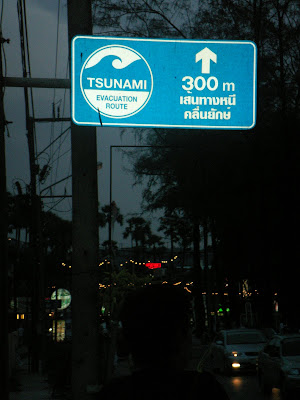 TSUNAMI
EVACUATION
ROUTE
300 m
เส้นทางหนี
คลื่นยักษ์